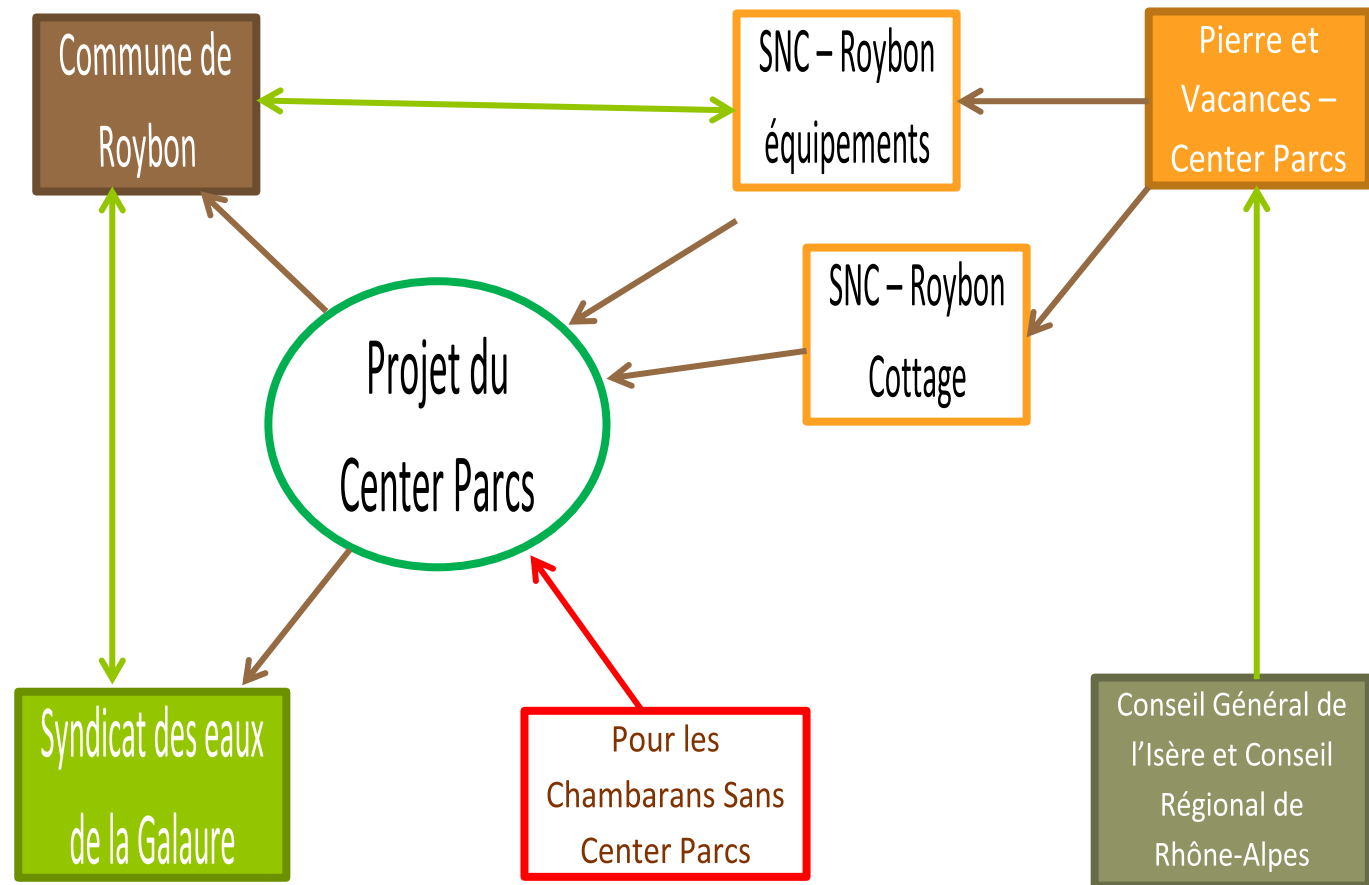 Commune de
Roybon
SNC – Roybon
équipements
Pierre et
Vacances –
Center Parcs
SNC – Roybon
Cottage
Projet du
Center Parcs
Syndicat des eaux
de la Galaure
Pour les
Chambarans Sans
Center Parcs
Conseil Général de
l’Isère et Conseil
Régional de
Rhône-Alpes